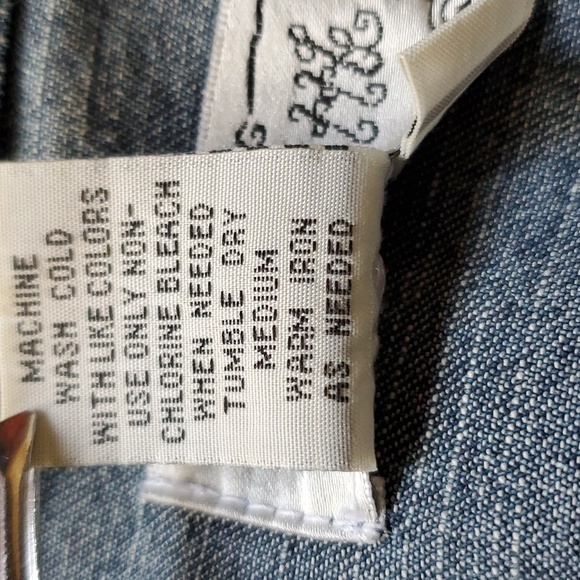 MACHINE
WASH COLD
WITH LIKE COLORS
USE ONLY NON-
CHLORINE BLEACH
WHEN NEEDED
TUMBLE DRY
MEDIUM
WARM IRON
AS NEEDED